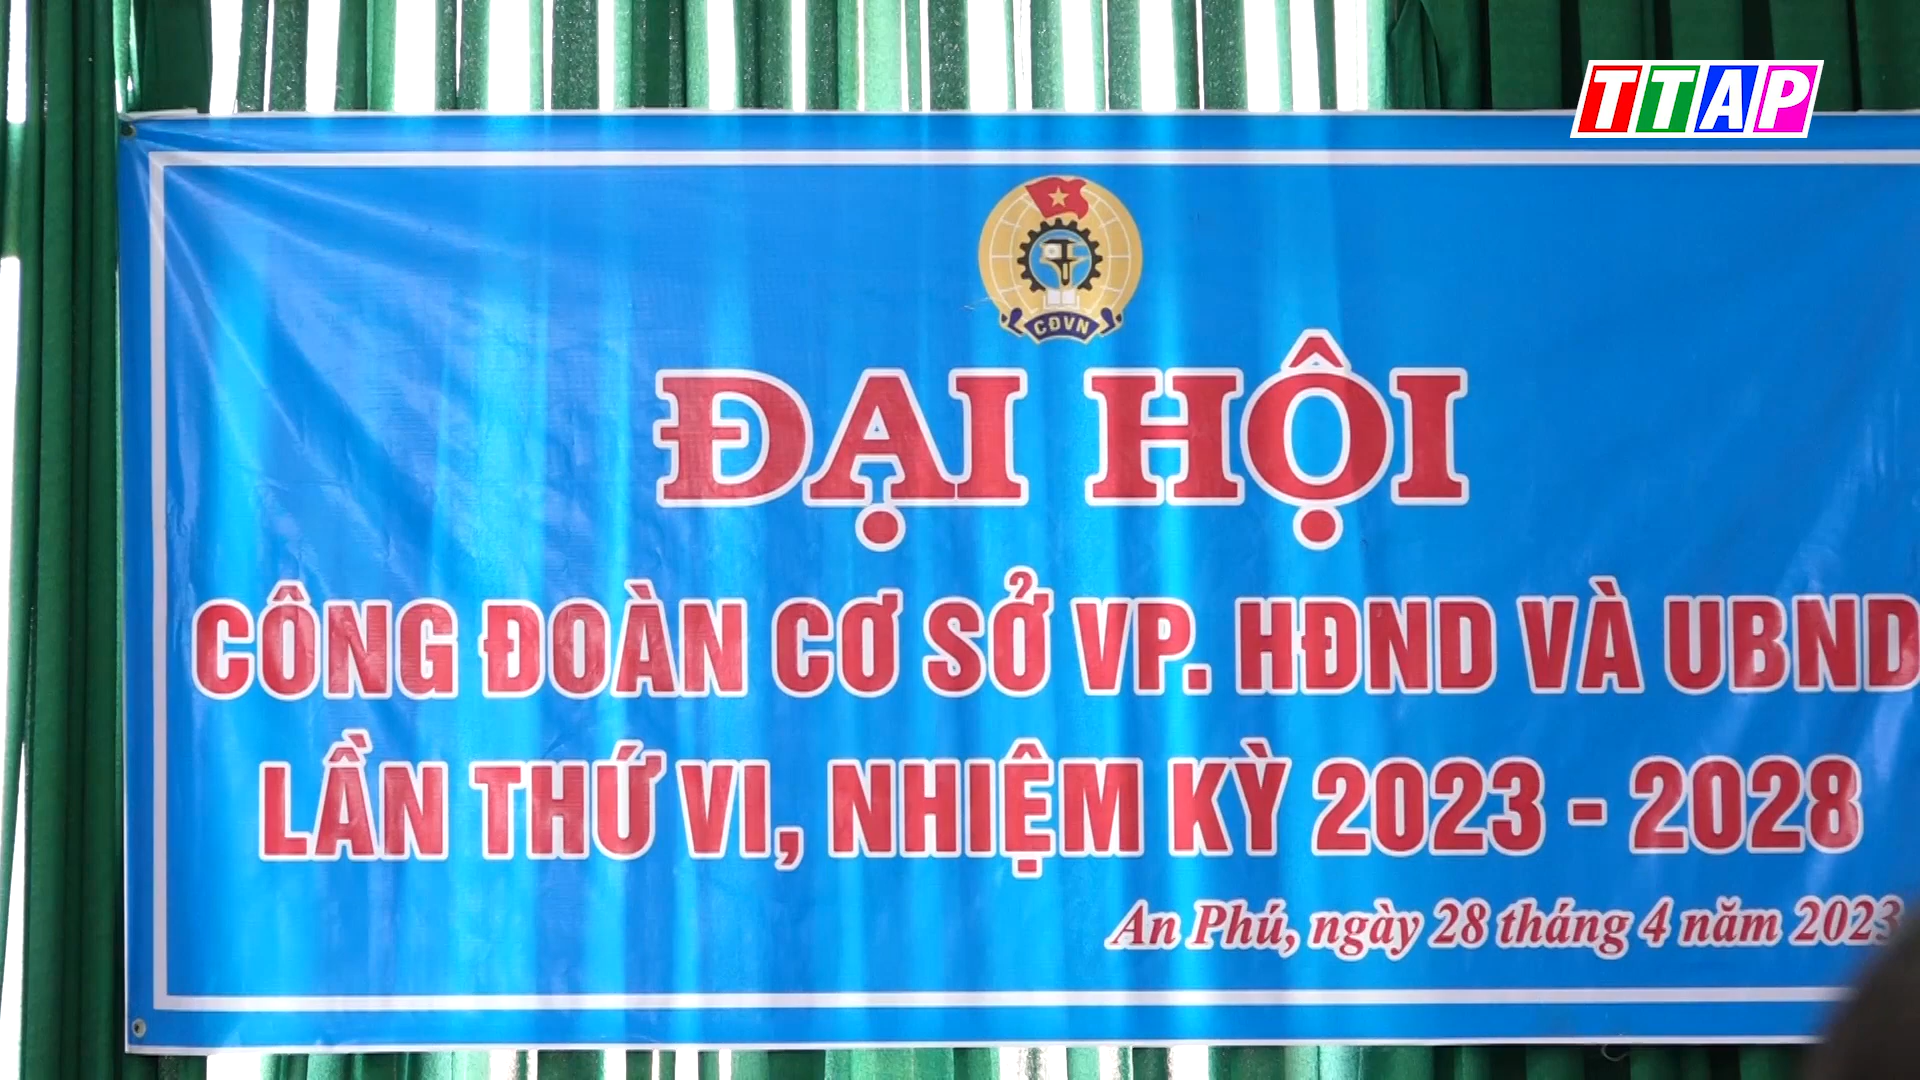 TTAP
CĐVN
ĐẠI HỘI
CÔNG ĐOÀN CƠ SỞ VP. HĐND VÀ UBND
LẦN THỨ VI, NHIỆM KỲ 2023 - 2028
An Phú, ngày 28 tháng 4 năm 2023